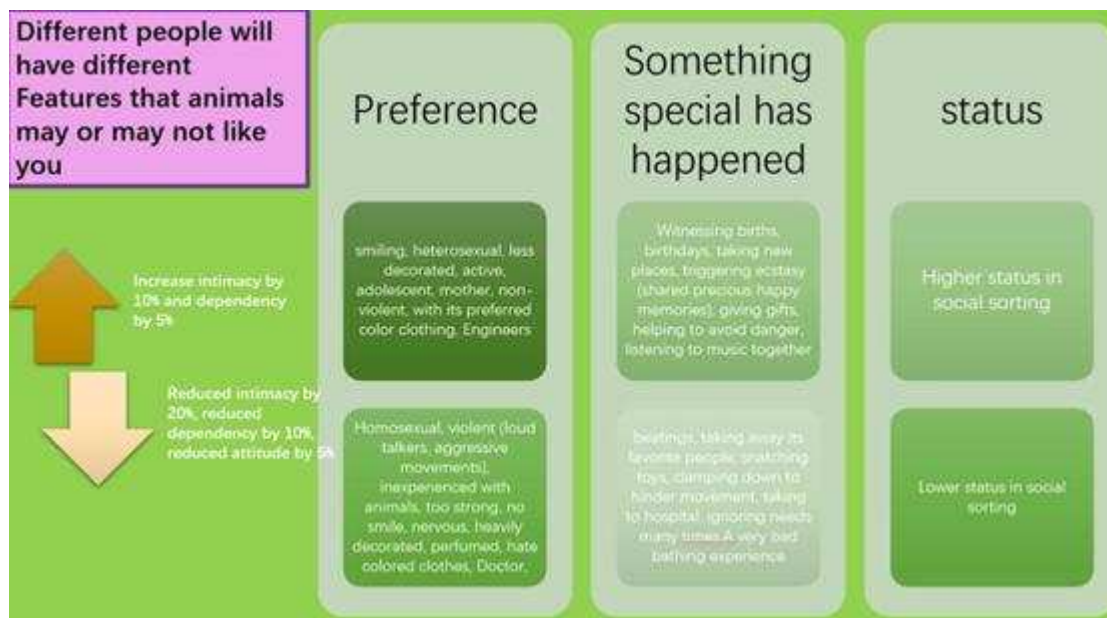 Different people will
have different
Features that animals
may or may not like
you
Preference
Something
special has
happened
status
Increase intimacy by
10% and dependency
by 5%
smiling, heterosexual, less
decorated, active,
adolescent, mother, non-
violent, with its preferred
color clothing, Engineers
Witnessing births,
birthdays, taking new
places, triggering ecstasy
(shared precious happy
memories), giving gifts,
helping to avoid danger,
listening to music together
Higher status in
social sorting
Reduced intimacy by
20%, reduced
dependency by 10%,
reduced attitude by 5%
Homosexual, violent (loud
talkers, aggressive
movements),
inexperienced with
animals, too strong, no
smile, nervous, heavily
decorated, perfumed, hate
colored clothes, Doctor,
beatings, taking away its
favorite people, snatching
toys, clamping down to
hinder movement, taking
to hospital, ignoring needs
many times.A very bad
bathing experience
Lower status in social
sorting